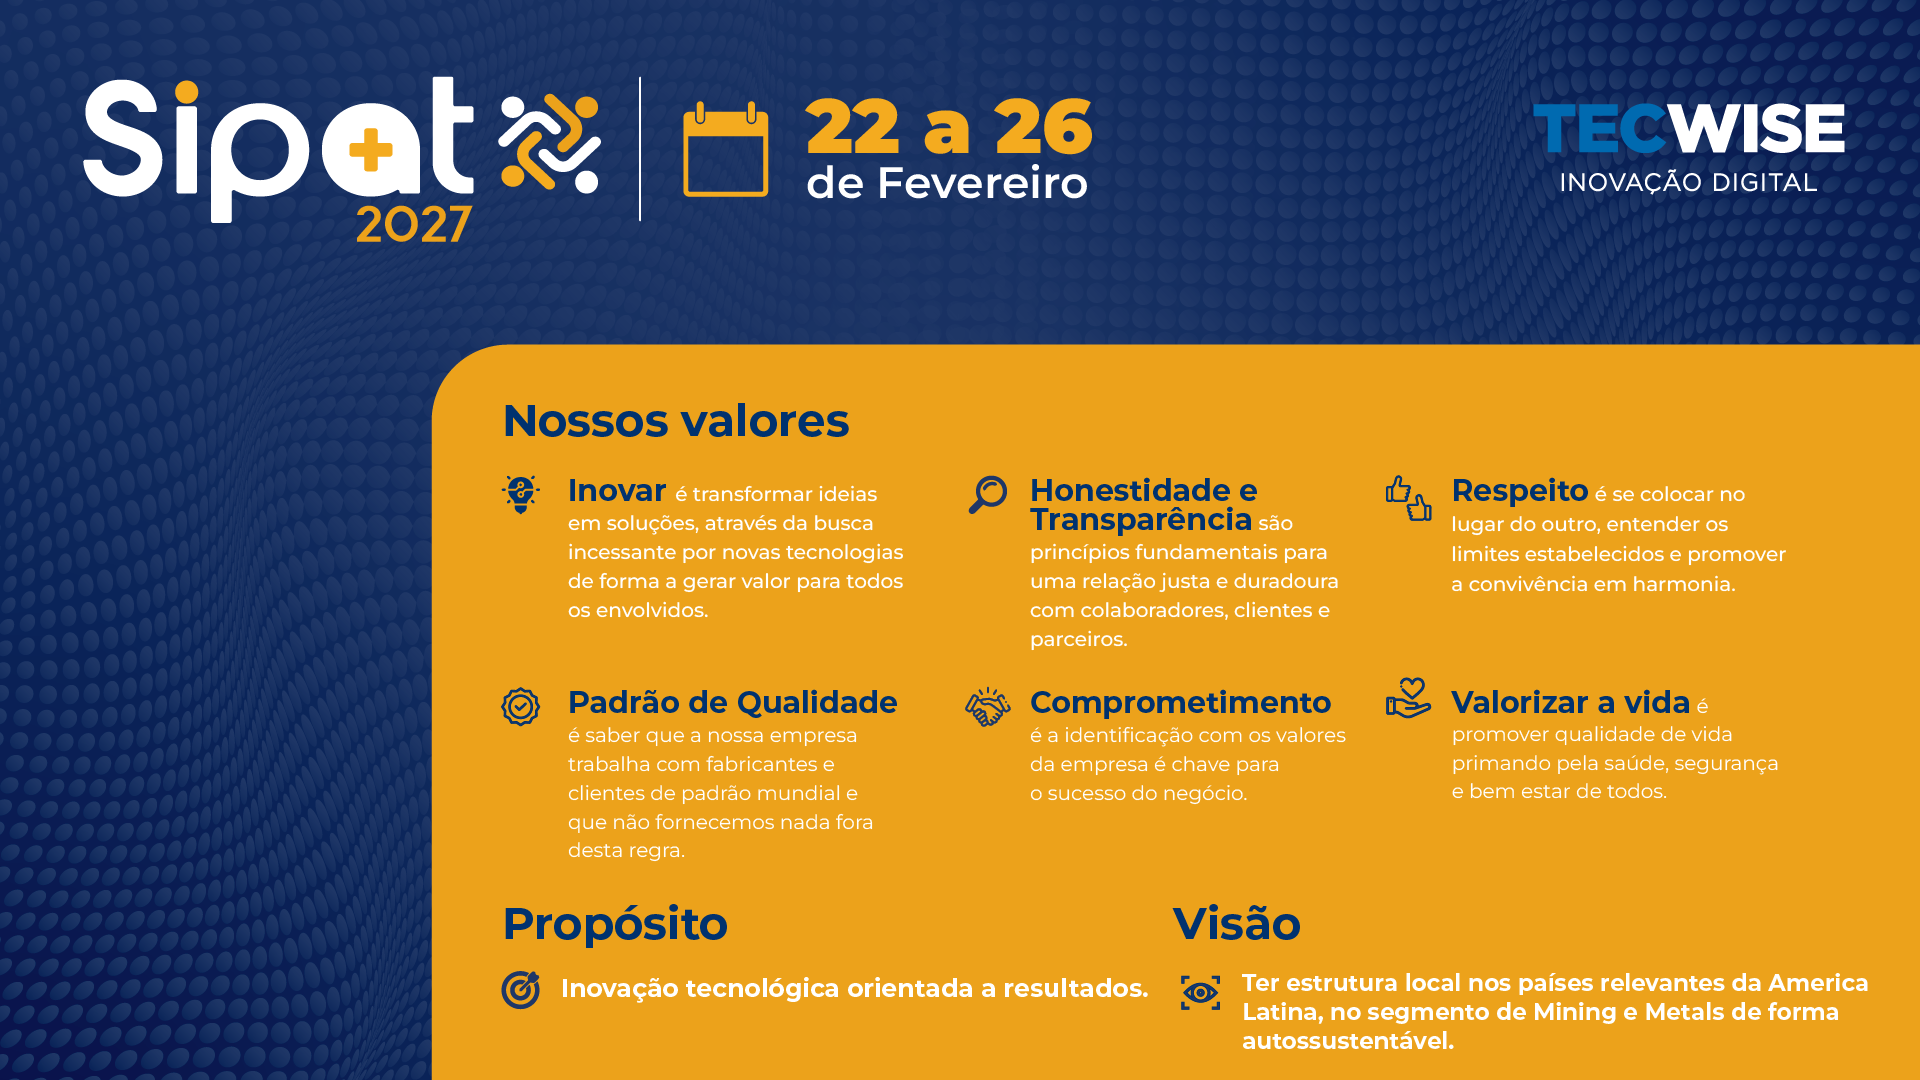 Sipat
2027
22 a 26
de Fevereiro
TECWISE
INOVAÇÃO DIGITAL
Nossos valores
Inovar é transformar ideias
em soluções, através da busca
incessante por novas tecnologias
de forma a gerar valor para todos
os envolvidos.
Honestidade e
Transparência são
princípios fundamentais para
uma relação justa e duradoura
com colaboradores, clientes e
parceiros.
Respeito é se colocar no
lugar do outro, entender os
limites estabelecidos e promover
a convivência em harmonia.
Padrão de Qualidade
é saber que a nossa empresa
trabalha com fabricantes e
clientes de padrão mundial e
que não fornecemos nada fora
desta regra.
Comprometimento
é a identificação com os valores
da empresa é chave para
o sucesso do negócio.
Valorizar a vida é
promover qualidade de vida
primando pela saúde, segurança
e bem estar de todos.
Propósito
Inovação tecnológica orientada a resultados.
Visão
Ter estrutura local nos países relevantes da America
Latina, no segmento de Mining e Metals de forma
autossustentável.